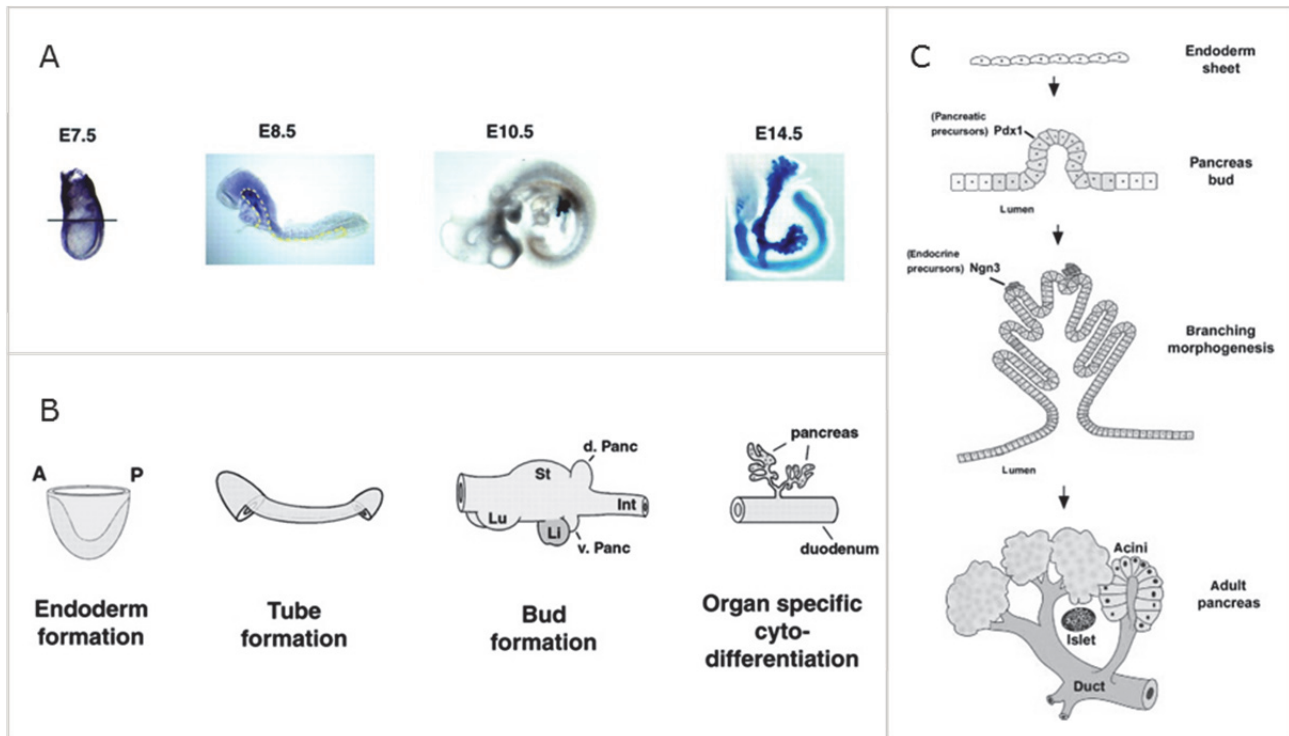 A
E7.5
E8.5
E10.5
E14.5
B
A
P
Endoderm
formation
Tube
formation
d. Panc
St
Int
Lu
Li
v. Panc
Bud
formation
pancreas
duodenum
Organ specific
cyto-
differentiation
C
Endoderm
sheet
(Pancreatic
precursors) Pdx1
Pancreas
bud
Lumen
(Endocrine
precursors) Ngn3
Branching
morphogenesis
Lumen
Acini
Adult
pancreas
Islet
Duct